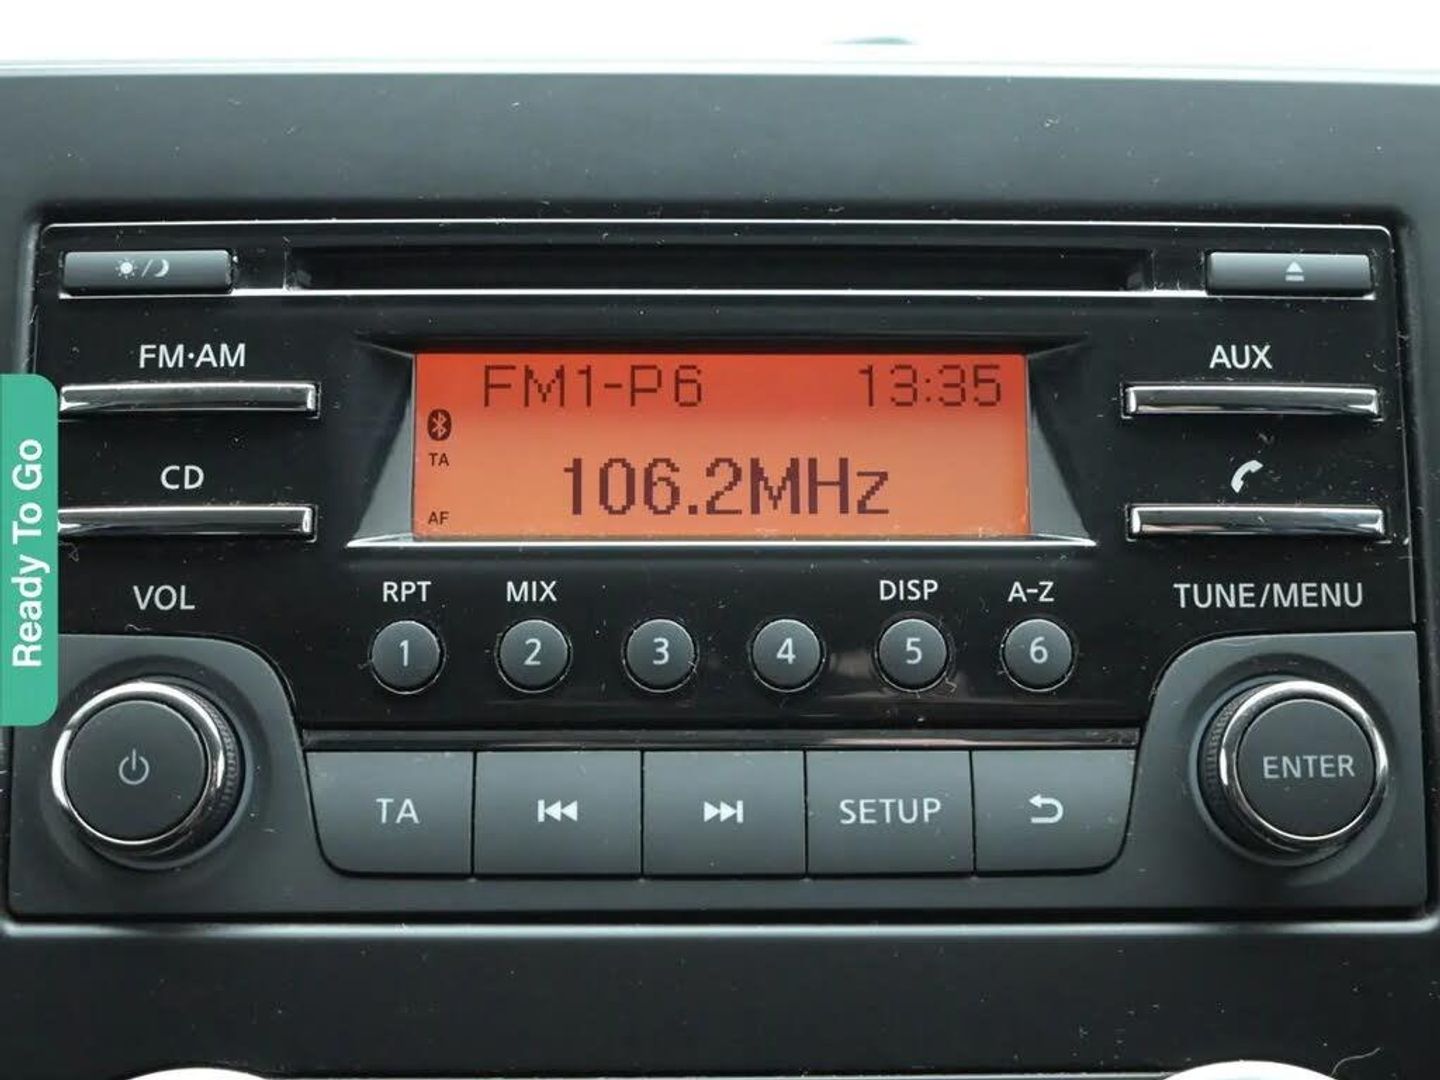 FM·AM
AUX
FM1-P6 13:35
TA
106.2MHz
AF
CD
VOL
RPT MIX DISP A-Z
TUNE/MENU
1 2 3 4 5 6
TA SETUP
ENTER
Ready To Go